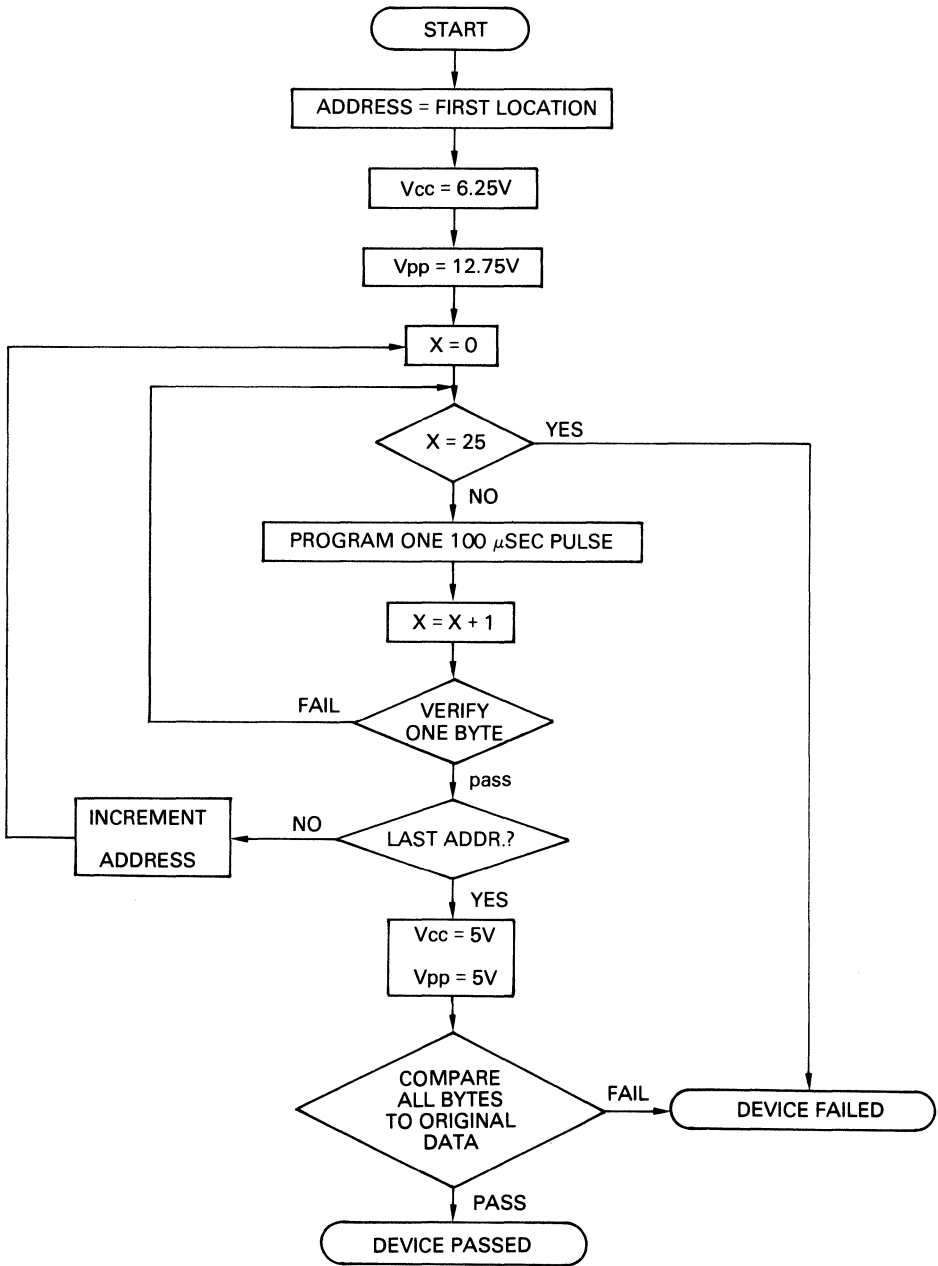 START
ADDRESS = FIRST LOCATION
Vcc = 6.25V
Vpp = 12.75V
X = 0
X = 25
YES
NO
PROGRAM ONE 100 μSEC PULSE
X = X + 1
FAIL
VERIFY
ONE BYTE
pass
INCREMENT
ADDRESS
NO
LAST ADDR.?
YES
Vcc = 5V
Vpp = 5V
COMPARE
ALL BYTES
TO ORIGINAL
DATA
FAIL
DEVICE FAILED
PASS
DEVICE PASSED